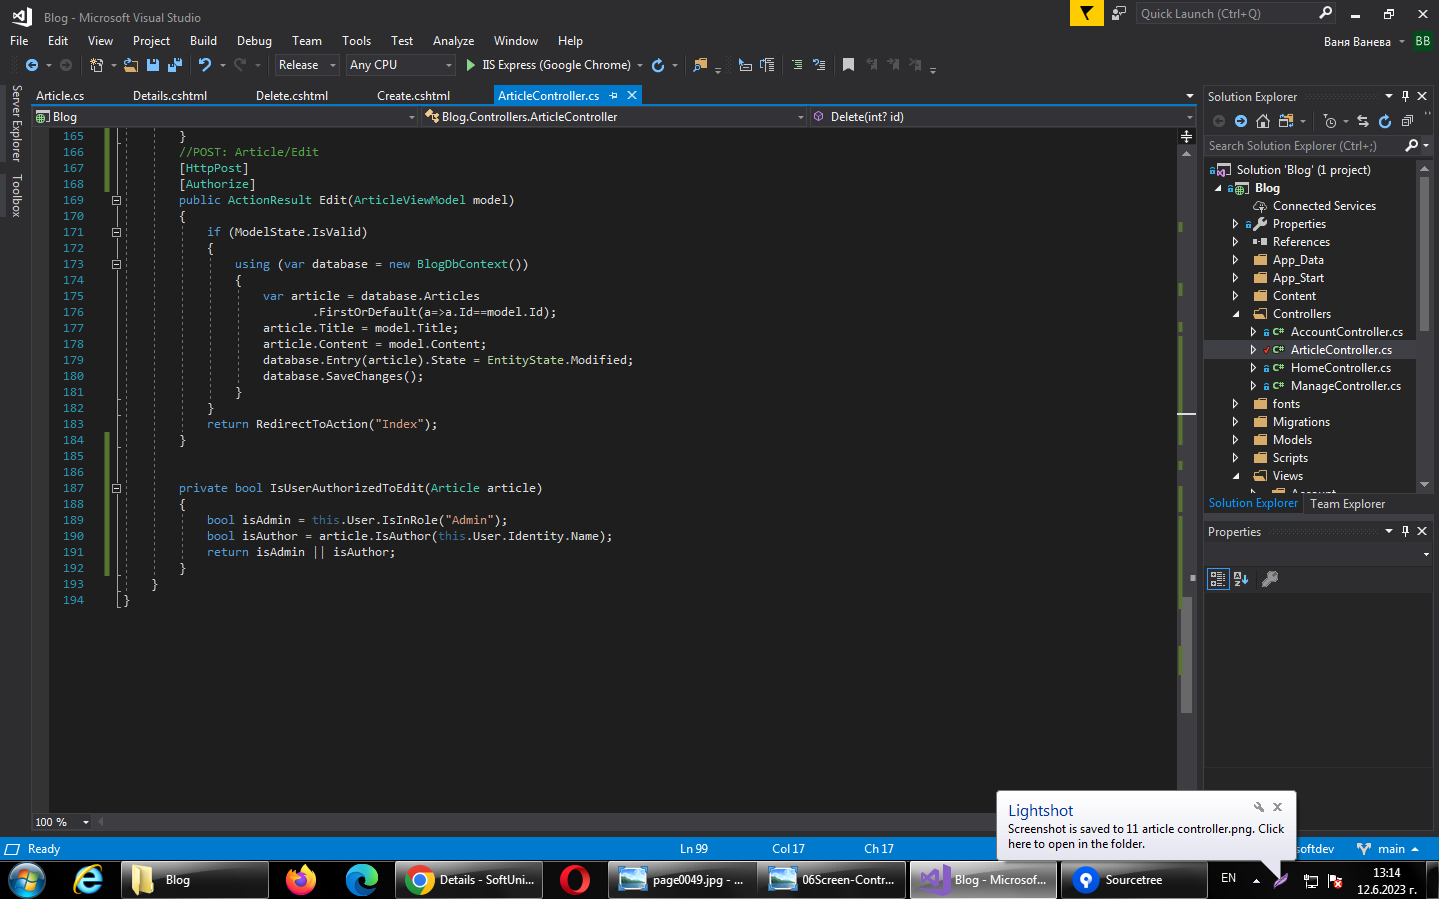 Blog - Microsoft Visual Studio
Quick Launch (Ctrl+Q)
File Edit View Project Build Debug Team Tools Test Analyze Window Help
Ваня Ванева BB
Release Any CPU IIS Express (Google Chrome)
Server Explorer
Toolbox
Article.cs Details.cshtml Delete.cshtml Create.cshtml ArticleController.cs
Blog Blog.Controllers.ArticleController Delete(int? id)
165 }
166 //POST: Article/Edit
167 [HttpPost]
168 [Authorize]
169 public ActionResult Edit(ArticleViewModel model)
170 {
171 if (ModelState.IsValid)
172 {
173 using (var database = new BlogDbContext())
174 {
175 var article = database.Articles
176 .FirstOrDefault(a=>a.Id==model.Id);
177 article.Title = model.Title;
178 article.Content = model.Content;
179 database.Entry(article).State = EntityState.Modified;
180 database.SaveChanges();
181 }
182 }
183 return RedirectToAction("Index");
184 }
185
186
187 private bool IsUserAuthorizedToEdit(Article article)
188 {
189 bool isAdmin = this.User.IsInRole("Admin");
190 bool isAuthor = article.IsAuthor(this.User.Identity.Name);
191 return isAdmin || isAuthor;
192 }
193 }
194 }
100 %
Solution Explorer
Search Solution Explorer (Ctrl+;)
Solution 'Blog' (1 project)
Blog
Connected Services
Properties
References
App_Data
App_Start
Content
Controllers
C# AccountController.cs
C# ArticleController.cs
C# HomeController.cs
C# ManageController.cs
fonts
Migrations
Models
Scripts
Views
Account
Solution Explorer Team Explorer
Properties
Lightshot
Screenshot is saved to 11 article controller.png. Click
here to open in the folder.
Ready Ln 99 Col 17 Ch 17 softdev main
Blog Details - SoftUni... page0049.jpg - ... 06Screen-Contr... Blog - Microsof... Sourcetree EN
13:14
12.6.2023 г.